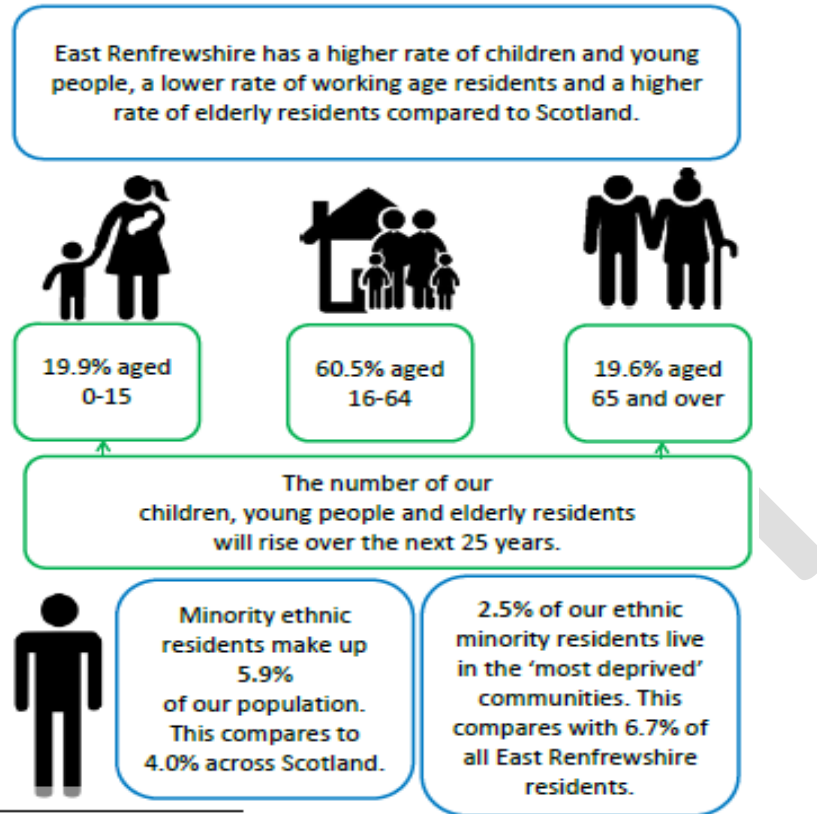 East Renfrewshire has a higher rate of children and young
people, a lower rate of working age residents and a higher
rate of elderly residents compared to Scotland.
19.9% aged
0-15
60.5% aged
16-64
19.6% aged
65 and over
The number of our
children, young people and elderly residents
will rise over the next 25 years.
Minority ethnic
residents make up
5.9%
of our population.
This compares to
4.0% across Scotland.
2.5% of our ethnic
minority residents live
in the ‘most deprived’
communities. This
compares with 6.7% of
all East Renfrewshire
residents.